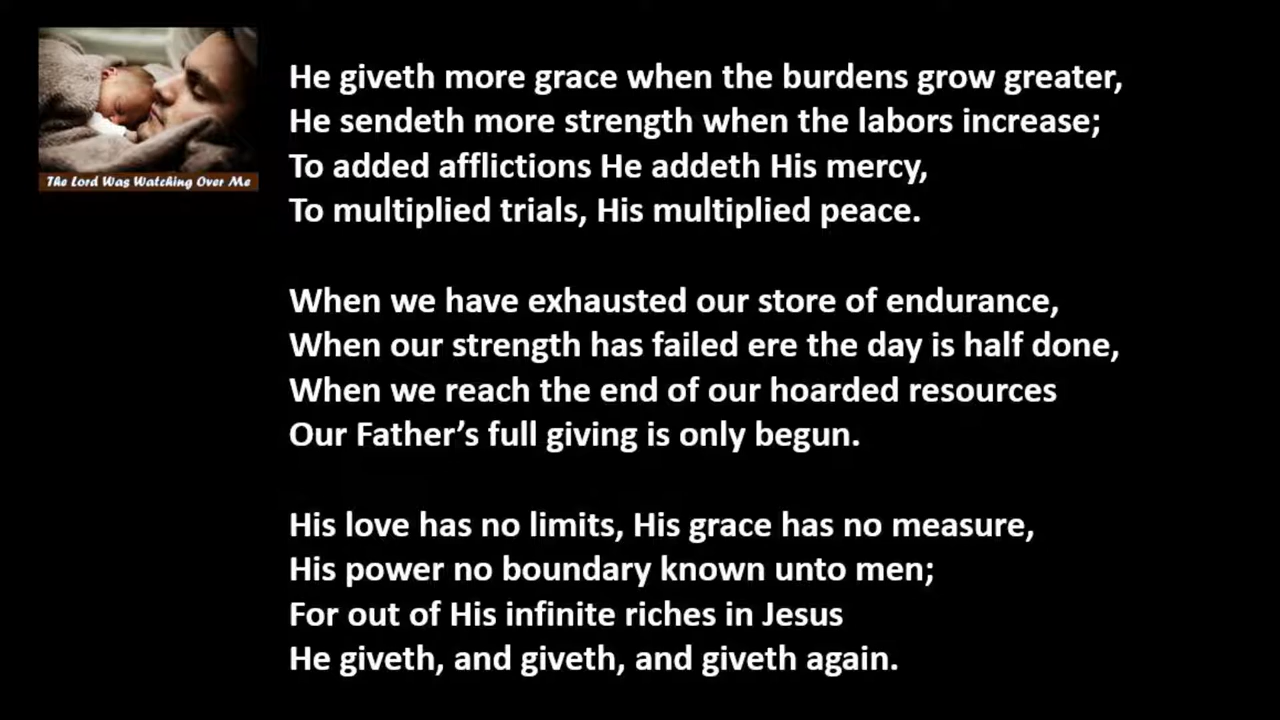 The Lord Was Watching Over Me
He giveth more grace when the burdens grow greater,
He sendeth more strength when the labors increase;
To added afflictions He addeth His mercy,
To multiplied trials, His multiplied peace.
When we have exhausted our store of endurance,
When our strength has failed ere the day is half done,
When we reach the end of our hoarded resources
Our Father’s full giving is only begun.
His love has no limits, His grace has no measure,
His power no boundary known unto men;
For out of His infinite riches in Jesus
He giveth, and giveth, and giveth again.